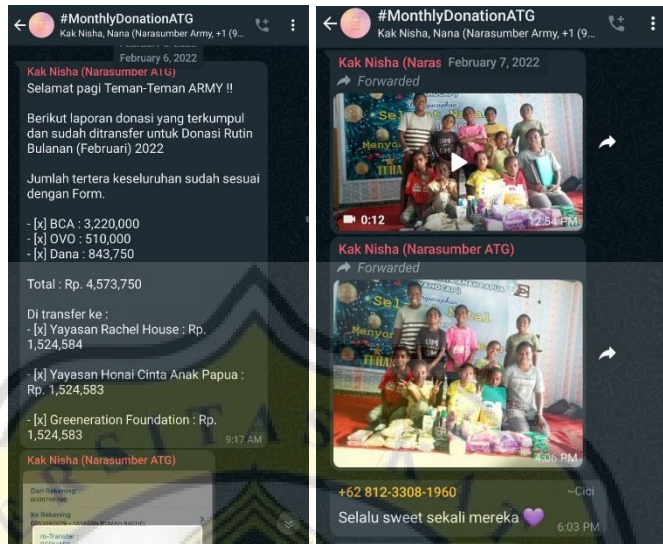 #MonthlyDonationATG
Kak Nisha, Nana (Narasumber Army, +1 (9...
February 6, 2022
Kak Nisha (Narasumber ATG)
Selamat pagi Teman-Teman ARMY !!
Berikut laporan donasi yang terkumpul
dan sudah ditransfer untuk Donasi Rutin
Bulanan (Februari) 2022
Jumlah tertera keseluruhan sudah sesuai
dengan Form.
- [x] BCA : 3,220,000
- [x] OVO : 510,000
- [x] Dana : 843,750
Total : Rp. 4,573,750
Di transfer ke :
- [x] Yayasan Rachel House : Rp.
1,524,584
- [x] Yayasan Honai Cinta Anak Papua :
Rp. 1,524,583
- [x] Greeneration Foundation : Rp.
1,524,583
9:17 AM
Kak Nisha (Narasumber ATG)
Dari Rekening
Ke Rekening
m-Transfer :
#MonthlyDonationATG
Kak Nisha, Nana (Narasumber Army, +1 (9...
Kak Nisha (Naras
February 7, 2022
Forwarded
0:12
12:54 PM
Kak Nisha (Narasumber ATG)
Forwarded
Natal
4:06 PM
+62 812-3308-1960
~Cici
Selalu sweet sekali mereka 💜
6:03 PM